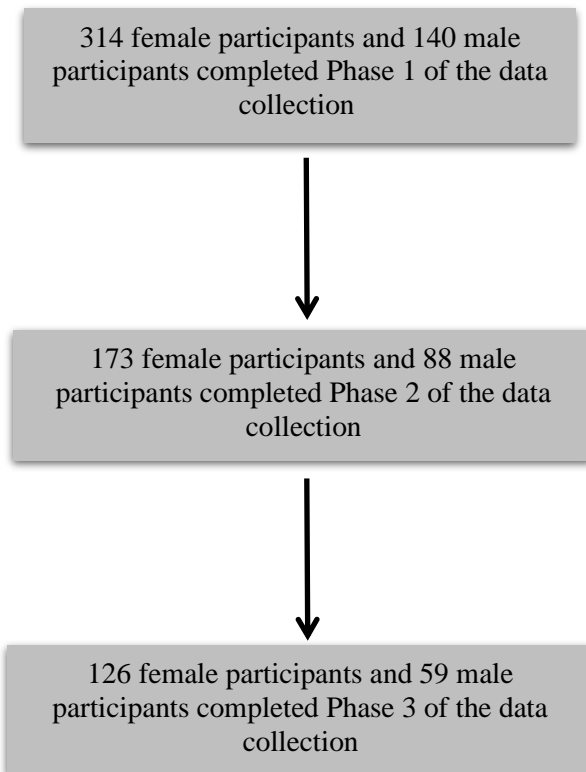 314 female participants and 140 male
participants completed Phase 1 of the data
collection
173 female participants and 88 male
participants completed Phase 2 of the data
collection
126 female participants and 59 male
participants completed Phase 3 of the data
collection